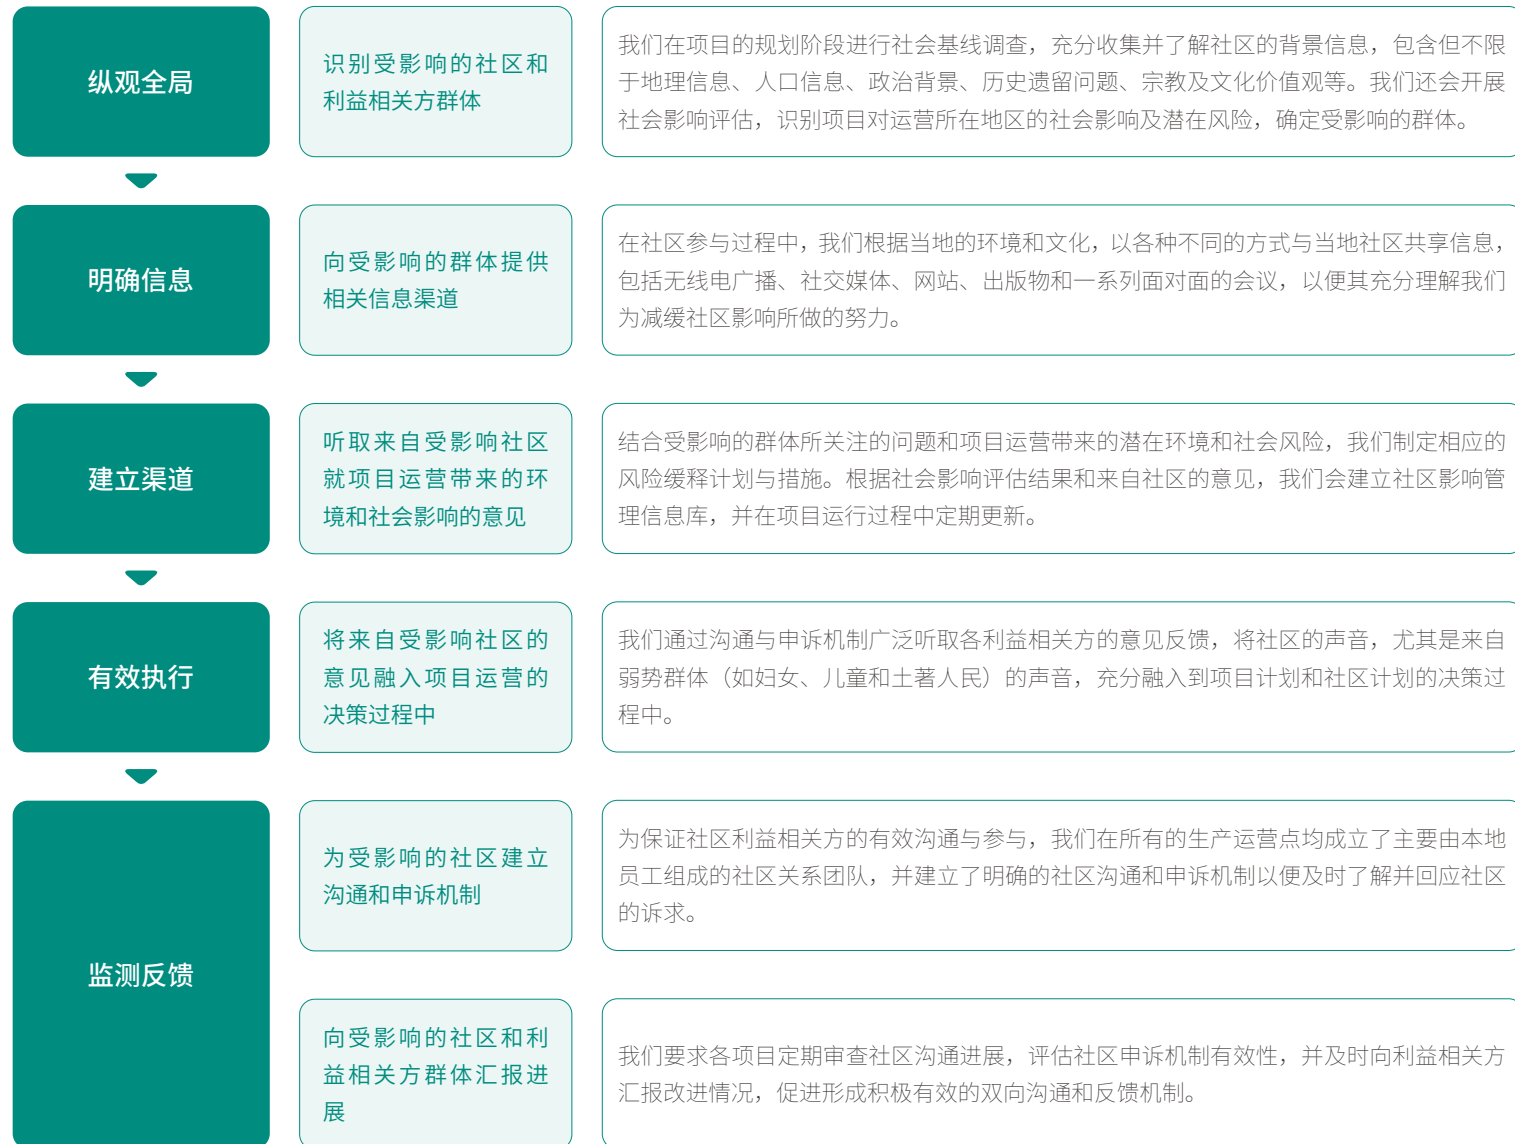 纵观全局
识别受影响的社区和
利益相关方群体
我们在项目的规划阶段进行社会基线调查，充分收集并了解社区的背景信息，包含但不限
于地理信息、人口信息、政治背景、历史遗留问题、宗教及文化价值观等。我们还会开展
社会影响评估，识别项目对运营所在地区的社会影响及潜在风险，确定受影响的群体。
明确信息
向受影响的群体提供
相关信息渠道
在社区参与过程中，我们根据当地的环境和文化，以各种不同的方式与当地社区共享信息，
包括无线电广播、社交媒体、网站、出版物和一系列面对面的会议，以便其充分理解我们
为减缓社区影响所做的努力。
建立渠道
听取来自受影响社区
就项目运营带来的环
境和社会影响的意见
结合受影响的群体所关注的问题和项目运营带来的潜在环境和社会风险，我们制定相应的
风险缓释计划与措施。根据社会影响评估结果和来自社区的意见，我们会建立社区影响管
理信息库，并在项目运行过程中定期更新。
有效执行
将来自受影响社区的
意见融入项目运营的
决策过程中
我们通过沟通与申诉机制广泛听取各利益相关方的意见反馈，将社区的声音，尤其是来自
弱势群体（如妇女、儿童和土著人民）的声音，充分融入到项目计划和社区计划的决策过
程中。
监测反馈
为受影响的社区建立
沟通和申诉机制
为保证社区利益相关方的有效沟通与参与，我们在所有的生产运营点均成立了主要由本地
员工组成的社区关系团队，并建立了明确的社区沟通和申诉机制以便及时了解并回应社区
的诉求。
向受影响的社区和利
益相关方群体汇报进
展
我们要求各项目定期审查社区沟通进展，评估社区申诉机制有效性，并及时向利益相关方
汇报改进情况，促进形成积极有效的双向沟通和反馈机制。